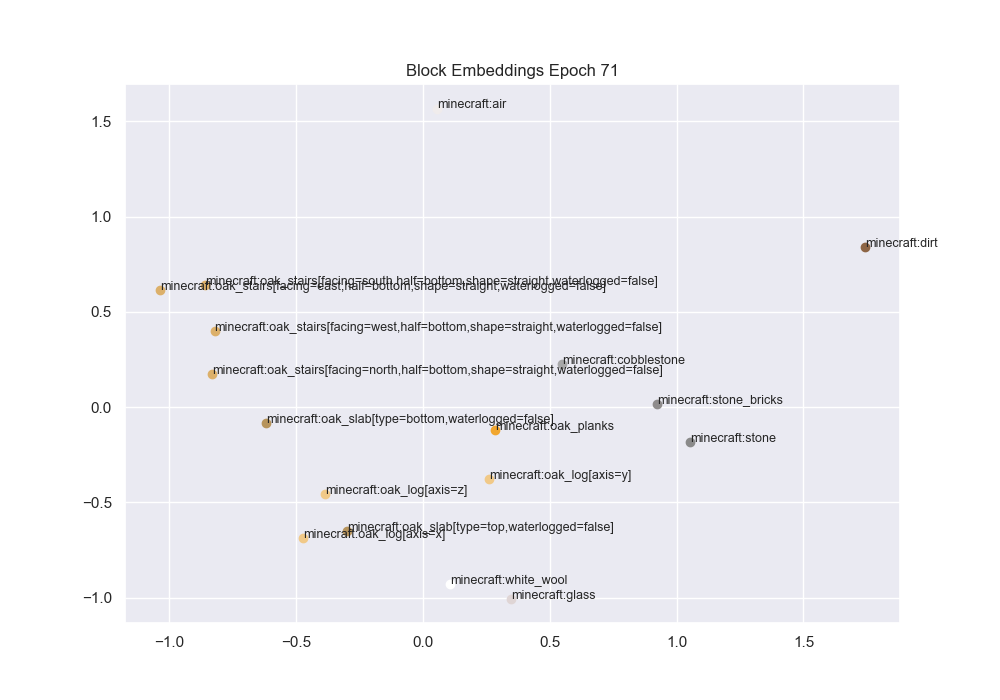 Block Embeddings Epoch 71
minecraft:air
1.5
1.0
minecraft:dirt
minecraft:oak_stairs[facing=south,half=bottom,shape=straight,waterlogged=false]
minecraft:oak_stairs[facing=east,half=bottom,shape=straight,waterlogged=false]
0.5
minecraft:oak_stairs[facing=west,half=bottom,shape=straight,waterlogged=false]
minecraft:cobblestone
minecraft:oak_stairs[facing=north,half=bottom,shape=straight,waterlogged=false]
0.0
minecraft:stone_bricks
minecraft:oak_slab[type=bottom,waterlogged=false]
minecraft:oak_planks
minecraft:stone
minecraft:oak_log[axis=y]
minecraft:oak_log[axis=z]
−0.5
minecraft:oak_slab[type=top,waterlogged=false]
minecraft:oak_log[axis=x]
minecraft:white_wool
minecraft:glass
−1.0
−1.0 −0.5 0.0 0.5 1.0 1.5